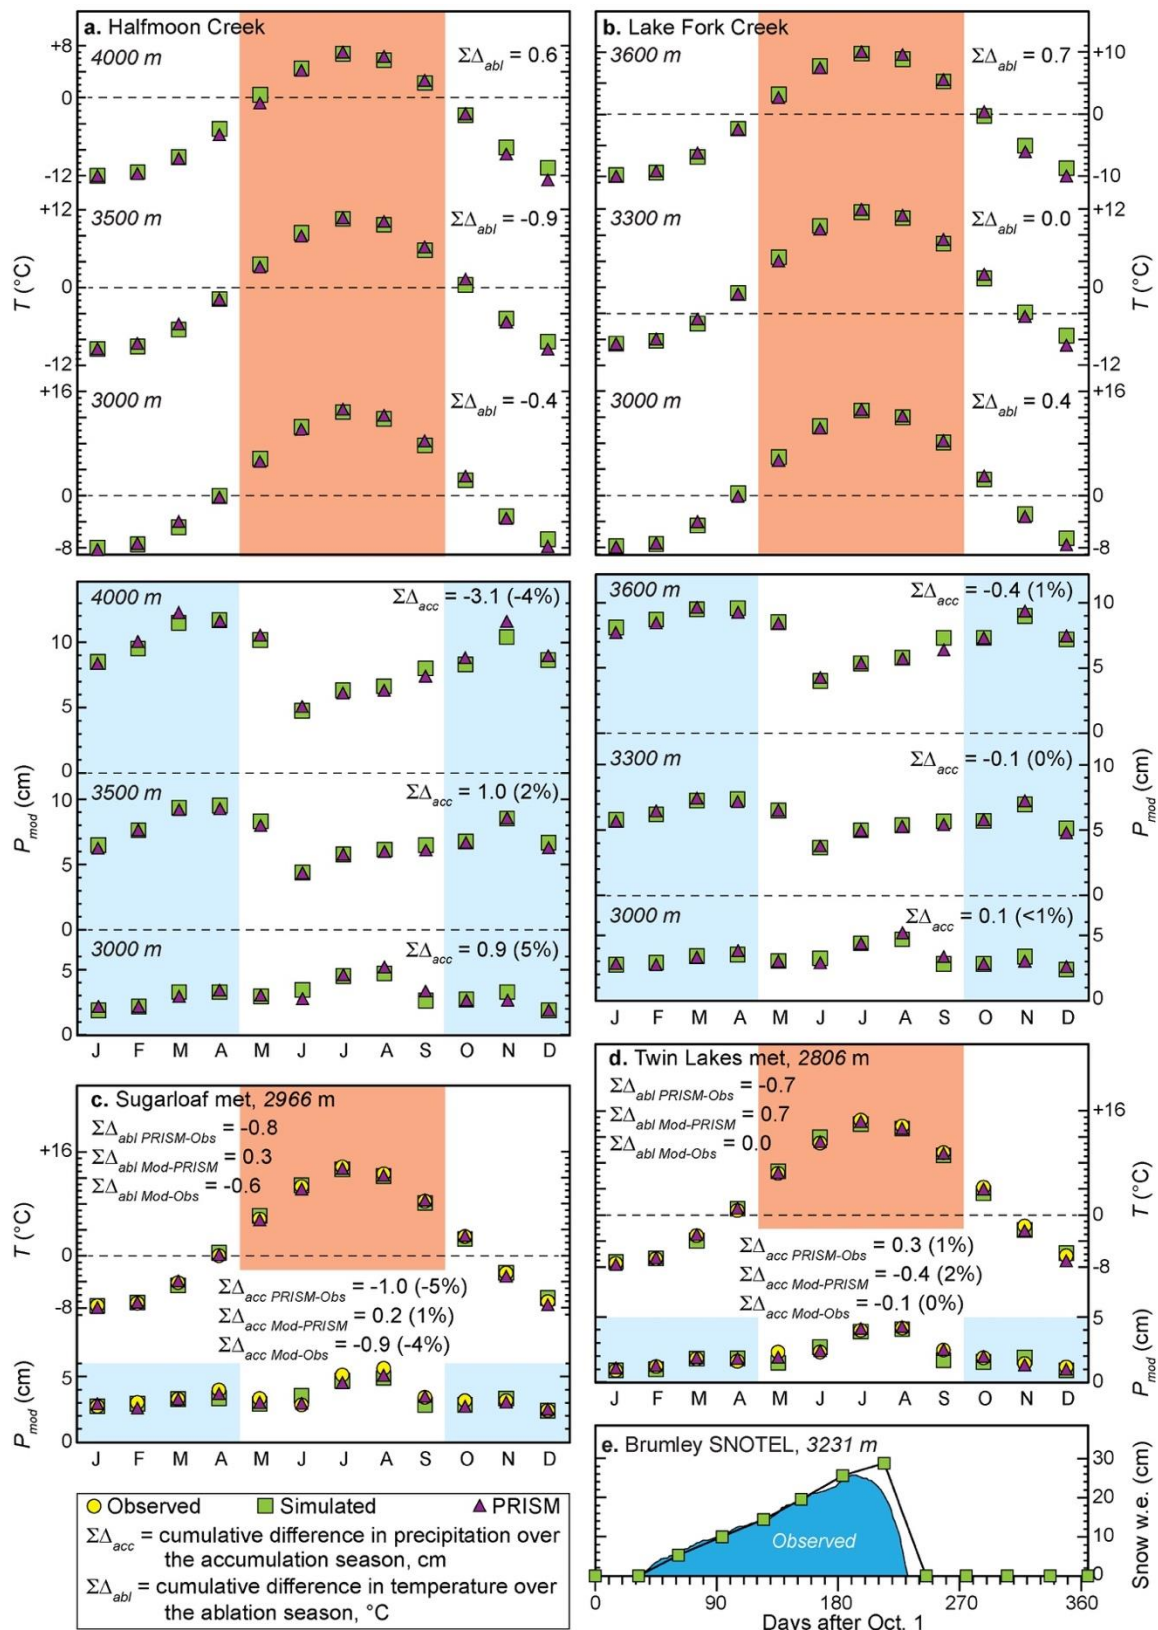 a. Halfmoon Creek
+8
4000 m
ΣΔabl = 0.6
0
-12
+12
3500 m
ΣΔabl = -0.9
0
-12
+16
3000 m
ΣΔabl = -0.4
0
-8
T (°C)
b. Lake Fork Creek
3600 m
+10
ΣΔabl = 0.7
0
-10
3300 m
+12
ΣΔabl = 0.0
0
-12
3000 m
+16
ΣΔabl = 0.4
0
-8
T (°C)
4000 m
ΣΔacc = -3.1 (-4%)
10
5
0
3500 m
ΣΔacc = 1.0 (2%)
10
5
0
3000 m
ΣΔacc = 0.9 (5%)
5
0
Pmod (cm)
J F M A M J J A S O N D
3600 m
ΣΔacc = -0.4 (1%)
10
5
0
3300 m
ΣΔacc = -0.1 (0%)
10
5
0
3000 m
ΣΔacc = 0.1 (<1%)
5
0
Pmod (cm)
J F M A M J J A S O N D
c. Sugarloaf met, 2966 m
ΣΔabl PRISM-Obs = -0.8
ΣΔabl Mod-PRISM = 0.3
ΣΔabl Mod-Obs = -0.6
+16
0
-8
T (°C)
ΣΔacc PRISM-Obs = -1.0 (-5%)
ΣΔacc Mod-PRISM = 0.2 (1%)
ΣΔacc Mod-Obs = -0.9 (-4%)
5
0
Pmod (cm)
J F M A M J J A S O N D
d. Twin Lakes met, 2806 m
ΣΔabl PRISM-Obs = -0.7
ΣΔabl Mod-PRISM = 0.7
ΣΔabl Mod-Obs = 0.0
+16
0
-8
T (°C)
ΣΔacc PRISM-Obs = 0.3 (1%)
ΣΔacc Mod-PRISM = -0.4 (2%)
ΣΔacc Mod-Obs = -0.1 (0%)
5
0
Pmod (cm)
J F M A M J J A S O N D
Observed Simulated PRISM
ΣΔacc = cumulative difference in precipitation over
the accumulation season, cm
ΣΔabl = cumulative difference in temperature over
the ablation season, °C
e. Brumley SNOTEL, 3231 m
30
20
10
0
Snow w.e. (cm)
Observed
0 90 180 270 360
Days after Oct. 1